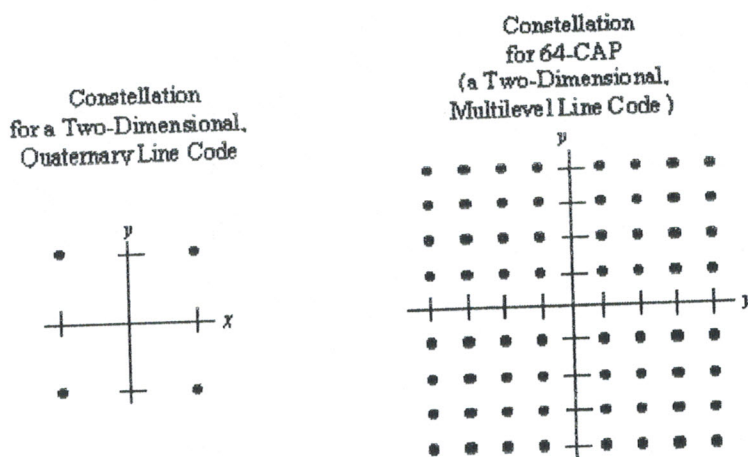 Constellation
for a Two-Dimensional,
Quaternary Line Code
y
x
Constellation
for 64-CAP
(a Two-Dimensional,
Multilevel Line Code )
y